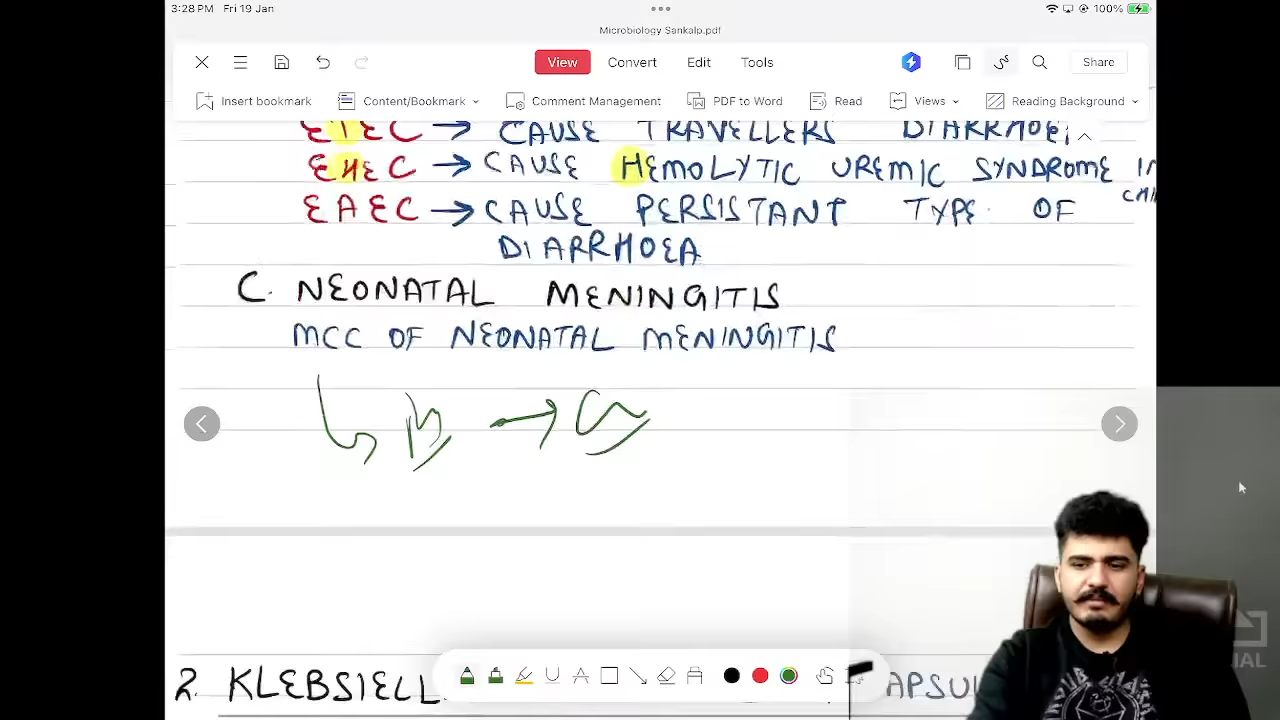 3:28 PM Fri 19 Jan
100%
Microbiology Sankalp.pdf
View Convert Edit Tools
Share
Insert bookmark Content/Bookmark Comment Management PDF to Word Read Views Reading Background
ETEC → CAUSE TRAVELLERS DIARRHOEA
EHEC → CAUSE HEMOLYTIC UREMIC SYNDROME IN
EAEC → CAUSE PERSISTANT TYPE OF
DIARRHOEA
C. NEONATAL MENINGITIS
MCC OF NEONATAL MENINGITIS
2. KLEBSIELL
APSU